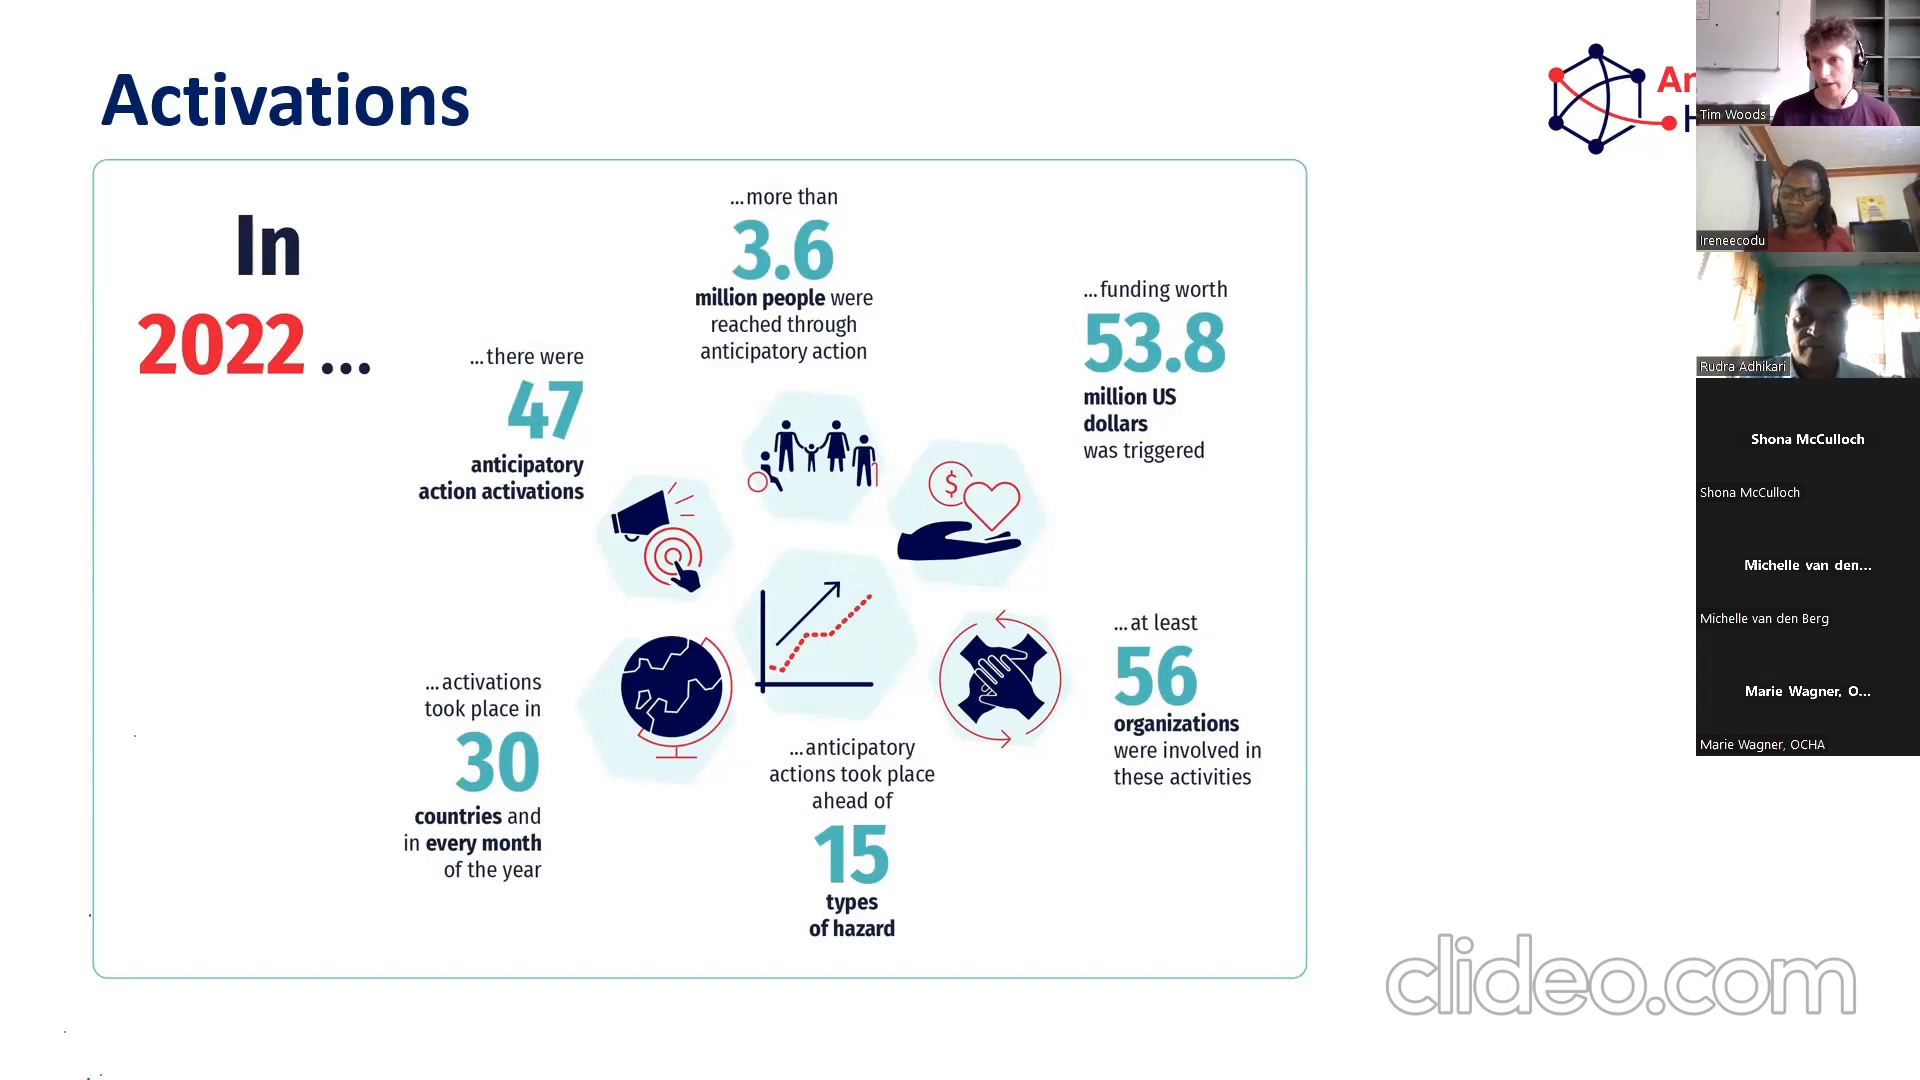 Activations
In
2022 ...
...there were
47
anticipatory
action activations
...more than
3.6
million people were
reached through
anticipatory action
...funding worth
53.8
million US
dollars
was triggered
...activations
took place in
30
countries and
in every month
of the year
...anticipatory
actions took place
ahead of
15
types
of hazard
...at least
56
organizations
were involved in
these activities
$
An
H
Tim Woods
Ireneecodu
Rudra Adhikari
Shona McCulloch
Shona McCulloch
Michelle van den...
Michelle van den Berg
Marie Wagner, O...
Marie Wagner, OCHA
clideo.com